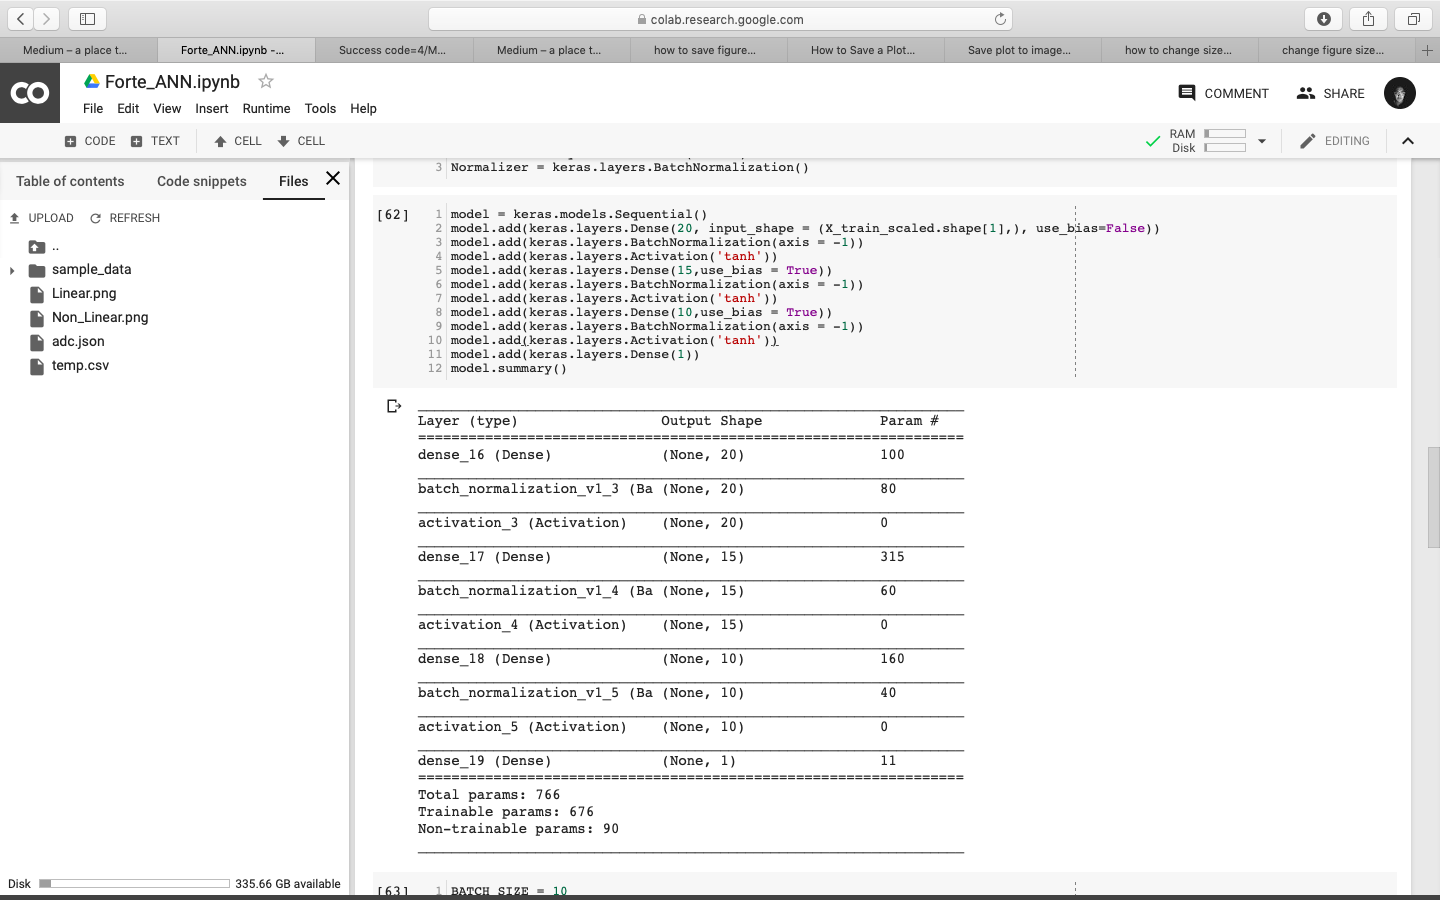 colab.research.google.com
Medium – a place t...
Forte_ANN.ipynb -...
Success code=4/M...
Medium – a place t...
how to save figure...
How to Save a Plot...
Save plot to image...
how to change size...
change figure size...
CO
Forte_ANN.ipynb
File Edit View Insert Runtime Tools Help
COMMENT
SHARE
CODE
TEXT
CELL
CELL
RAM
Disk
EDITING
Table of contents
Code snippets
Files
UPLOAD
REFRESH
..
sample_data
Linear.png
Non_Linear.png
adc.json
temp.csv
Disk
335.66 GB available
3 Normalizer = keras.layers.BatchNormalization()
[62]
1 model = keras.models.Sequential()
2 model.add(keras.layers.Dense(20, input_shape = (X_train_scaled.shape[1],), use_bias=False))
3 model.add(keras.layers.BatchNormalization(axis = -1))
4 model.add(keras.layers.Activation('tanh'))
5 model.add(keras.layers.Dense(15,use_bias = True))
6 model.add(keras.layers.BatchNormalization(axis = -1))
7 model.add(keras.layers.Activation('tanh'))
8 model.add(keras.layers.Dense(10,use_bias = True))
9 model.add(keras.layers.BatchNormalization(axis = -1))
10 model.add(keras.layers.Activation('tanh'))
11 model.add(keras.layers.Dense(1))
12 model.summary()
Layer (type) Output Shape Param #
dense_16 (Dense) (None, 20) 100
batch_normalization_v1_3 (Ba (None, 20) 80
activation_3 (Activation) (None, 20) 0
dense_17 (Dense) (None, 15) 315
batch_normalization_v1_4 (Ba (None, 15) 60
activation_4 (Activation) (None, 15) 0
dense_18 (Dense) (None, 10) 160
batch_normalization_v1_5 (Ba (None, 10) 40
activation_5 (Activation) (None, 10) 0
dense_19 (Dense) (None, 1) 11
Total params: 766
Trainable params: 676
Non-trainable params: 90
[63] 1 BATCH_SIZE = 10